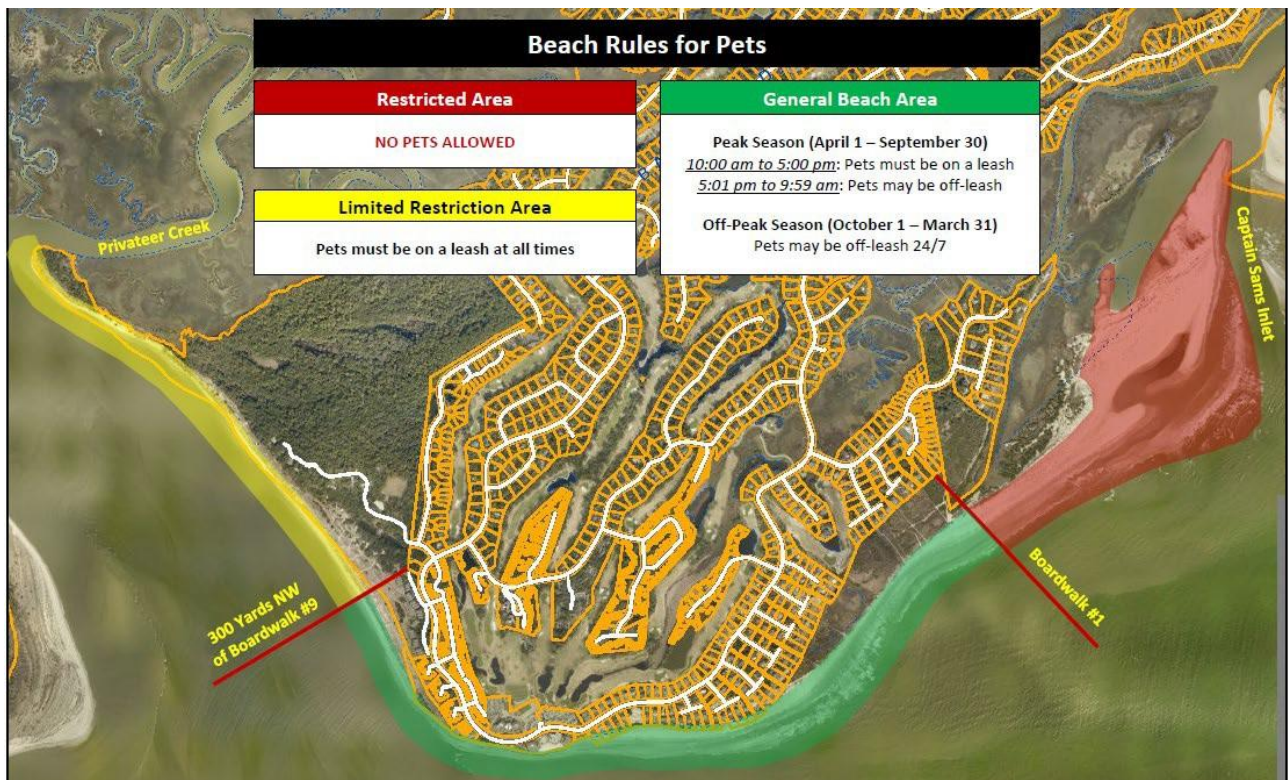 Beach Rules for Pets
Restricted Area
NO PETS ALLOWED
Limited Restriction Area
Pets must be on a leash at all times
General Beach Area
Peak Season (April 1 – September 30)
10:00 am to 5:00 pm: Pets must be on a leash
5:01 pm to 9:59 am: Pets may be off-leash
Off-Peak Season (October 1 – March 31)
Pets may be off-leash 24/7
Privateer Creek
Captain Sams Inlet
300 Yards NW
of Boardwalk #9
Boardwalk #1